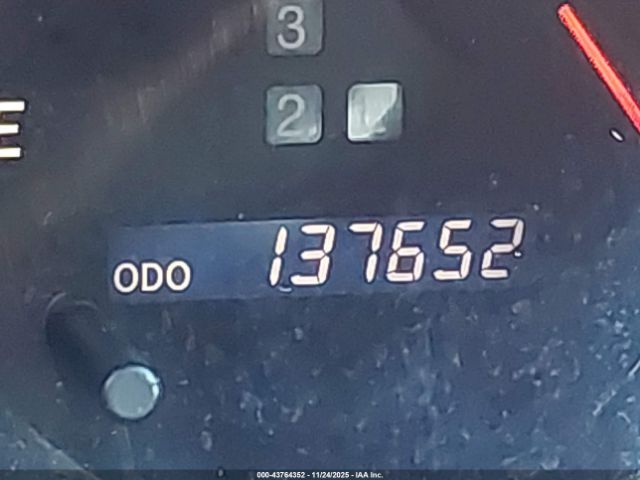 3
2 L
E
ODO 137652
000-43764352 - 11/24/2025 - IAA Inc.